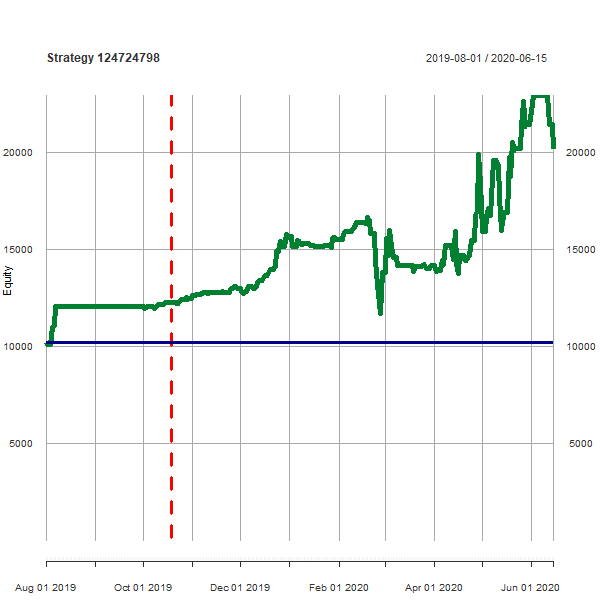 Strategy 124724798
2019-08-01 / 2020-06-15
20000
20000
15000
15000
Equity
10000
10000
5000
5000
Aug 01 2019
Oct 01 2019
Dec 01 2019
Feb 01 2020
Apr 01 2020
Jun 01 2020